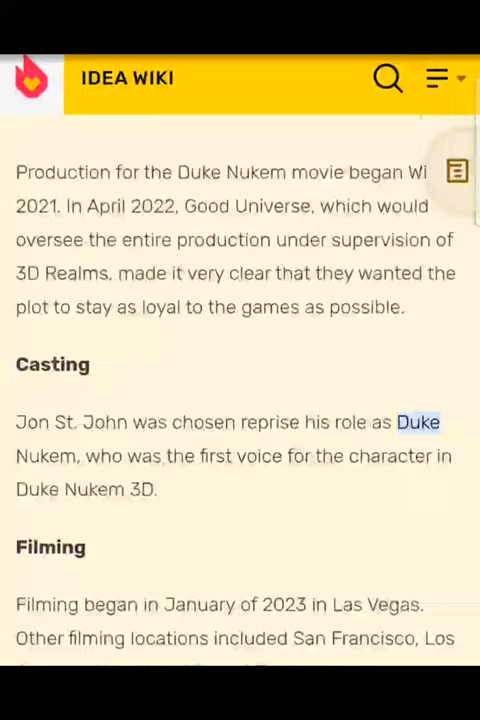 IDEA WIKI
Production for the Duke Nukem movie began Wi
2021. In April 2022, Good Universe, which would
oversee the entire production under supervision of
3D Realms, made it very clear that they wanted the
plot to stay as loyal to the games as possible.
Casting
Jon St. John was chosen reprise his role as Duke
Nukem, who was the first voice for the character in
Duke Nukem 3D.
Filming
Filming began in January of 2023 in Las Vegas.
Other filming locations included San Francisco, Los